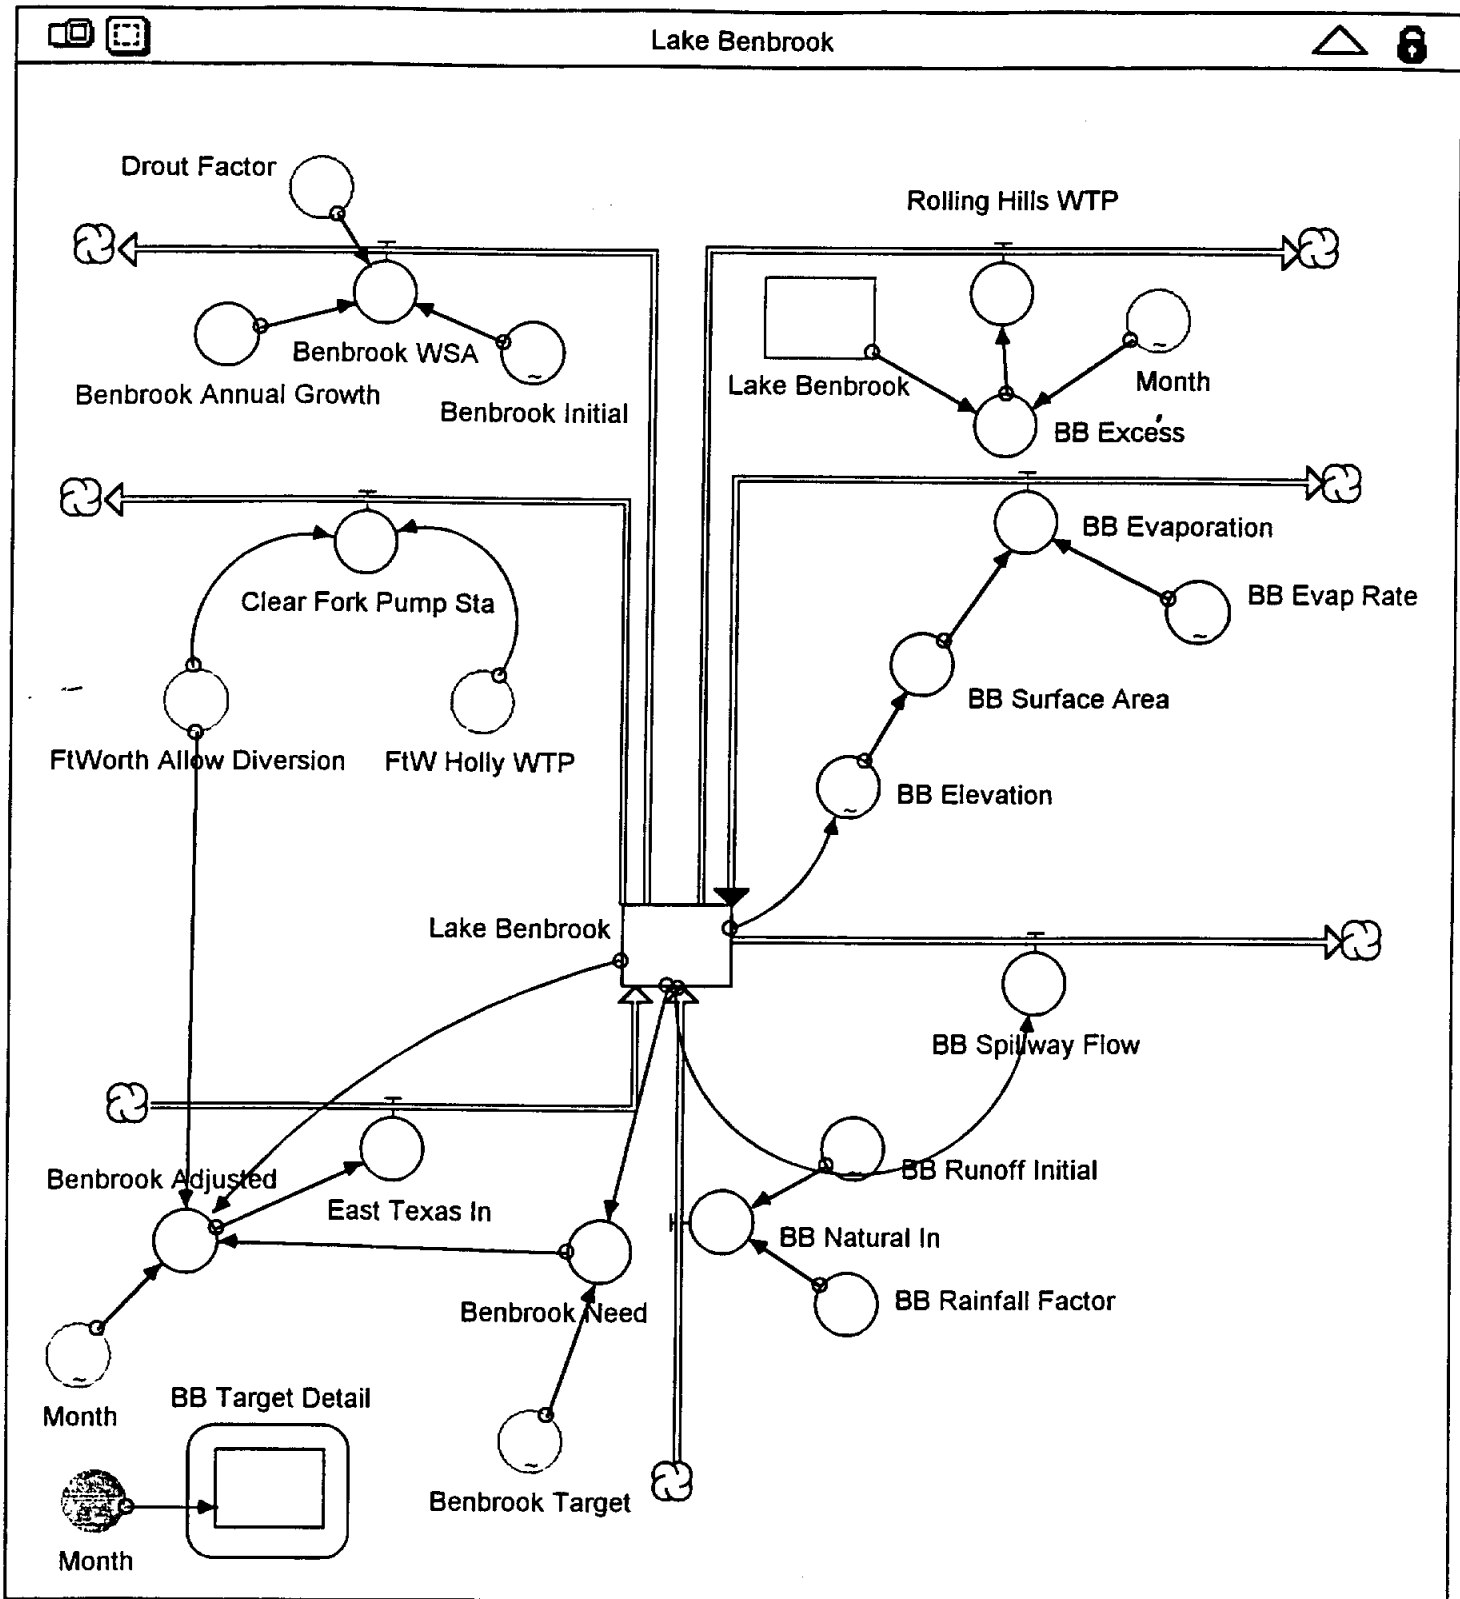 Lake Benbrook
Drout Factor
Rolling Hills WTP
Benbrook WSA
Benbrook Annual Growth
Benbrook Initial
Lake Benbrook
Month
BB Excess
BB Evaporation
Clear Fork Pump Sta
BB Evap Rate
BB Surface Area
FtWorth Allow Diversion
FtW Holly WTP
BB Elevation
Lake Benbrook
BB Spillway Flow
Benbrook Adjusted
BB Runoff Initial
East Texas In
BB Natural In
BB Rainfall Factor
Benbrook Need
BB Target Detail
Month
Benbrook Target
Month